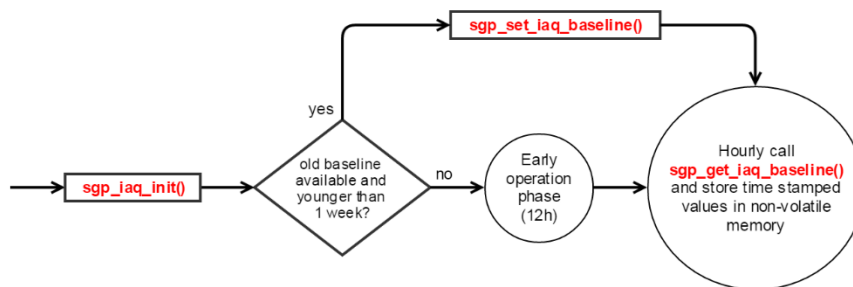 sgp_set_iaq_baseline()
yes
sgp_iaq_init()
old baseline
available and
younger than
1 week?
no
Early
operation
phase
(12h)
Hourly call
sgp_get_iaq_baseline()
and store time stamped
values in non-volatile
memory